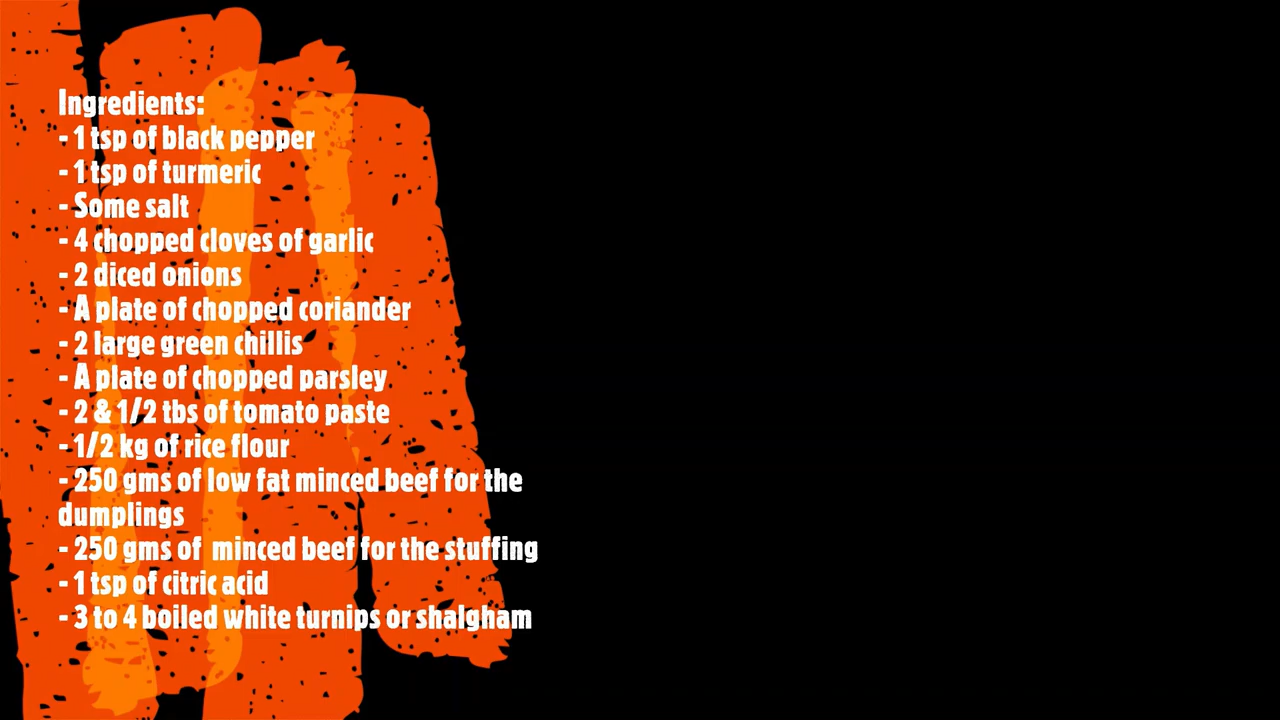 Ingredients:
- 1 tsp of black pepper
- 1 tsp of turmeric
- Some salt
- 4 chopped cloves of garlic
- 2 diced onions
- A plate of chopped coriander
- 2 large green chillis
- A plate of chopped parsley
- 2 & 1/2 tbs of tomato paste
- 1/2 kg of rice flour
- 250 gms of low fat minced beef for the
dumplings
- 250 gms of  minced beef for the stuffing
- 1 tsp of citric acid
- 3 to 4 boiled white turnips or shalgham